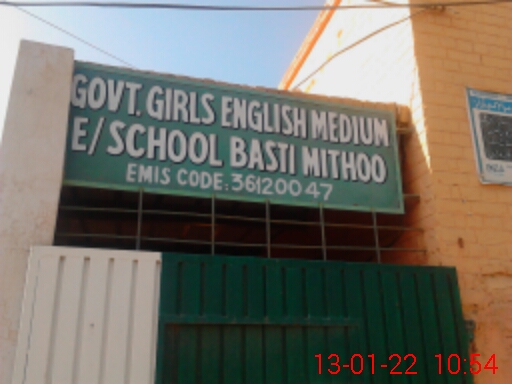 GOVT. GIRLS ENGLISH MEDIUM
E/SCHOOL BASTI MITHOO
EMIS CODE: 36120047
13-01-22 10:54